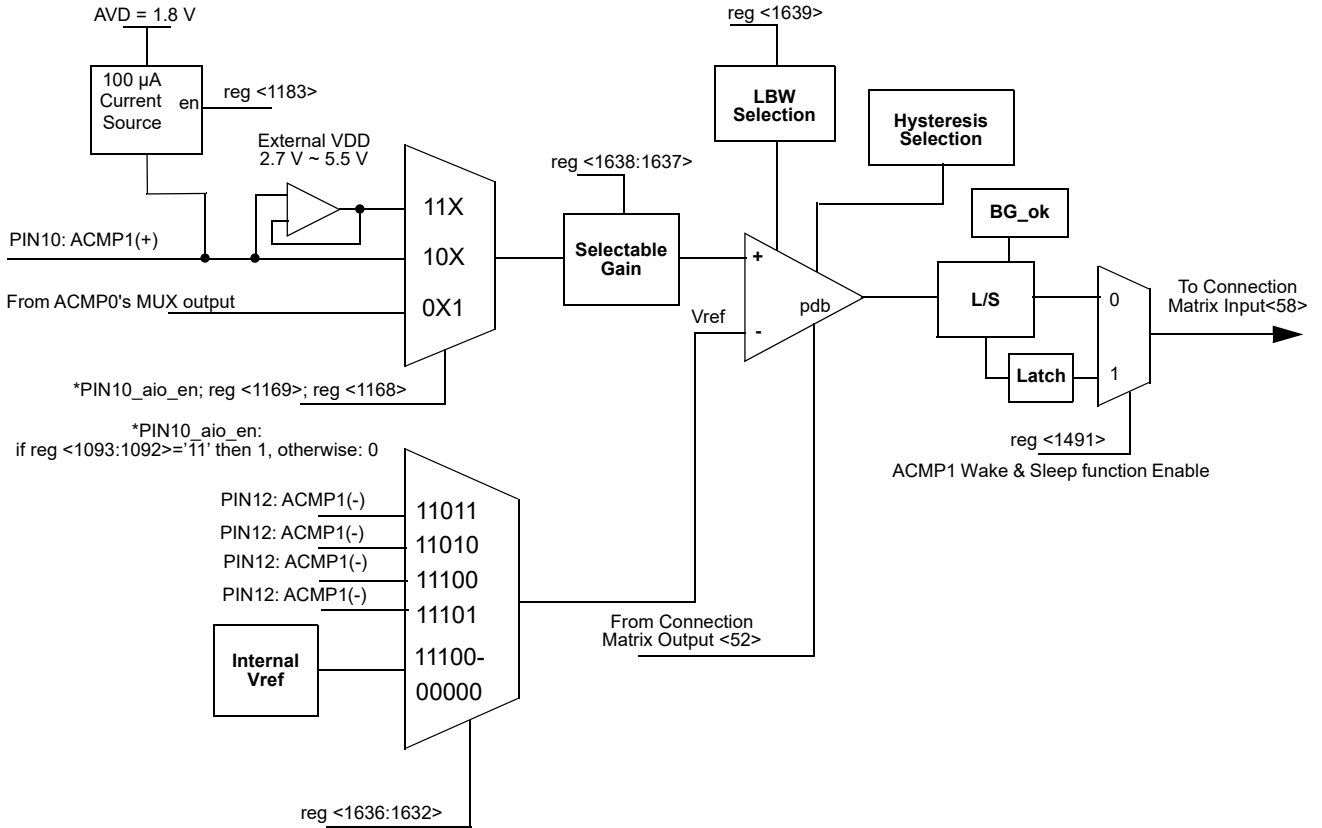 AVD = 1.8 V
reg <1639>
100 µA
Current
Source
en
reg <1183>
LBW
Selection
Hysteresis
Selection
External VDD
2.7 V ~ 5.5 V
reg <1638:1637>
11X
BG_ok
PIN10: ACMP1(+)
10X
Selectable
Gain
+
From ACMP0's MUX output
0X1
Vref
pdb
-
L/S
0
To Connection
Matrix Input<58>
Latch
1
*PIN10_aio_en; reg <1169>; reg <1168>
*PIN10_aio_en:
if reg <1093:1092>='11' then 1, otherwise: 0
reg <1491>
ACMP1 Wake & Sleep function Enable
PIN12: ACMP1(-)
11011
PIN12: ACMP1(-)
11010
PIN12: ACMP1(-)
11100
PIN12: ACMP1(-)
11101
From Connection
Matrix Output <52>
Internal
Vref
11100-
00000
reg <1636:1632>